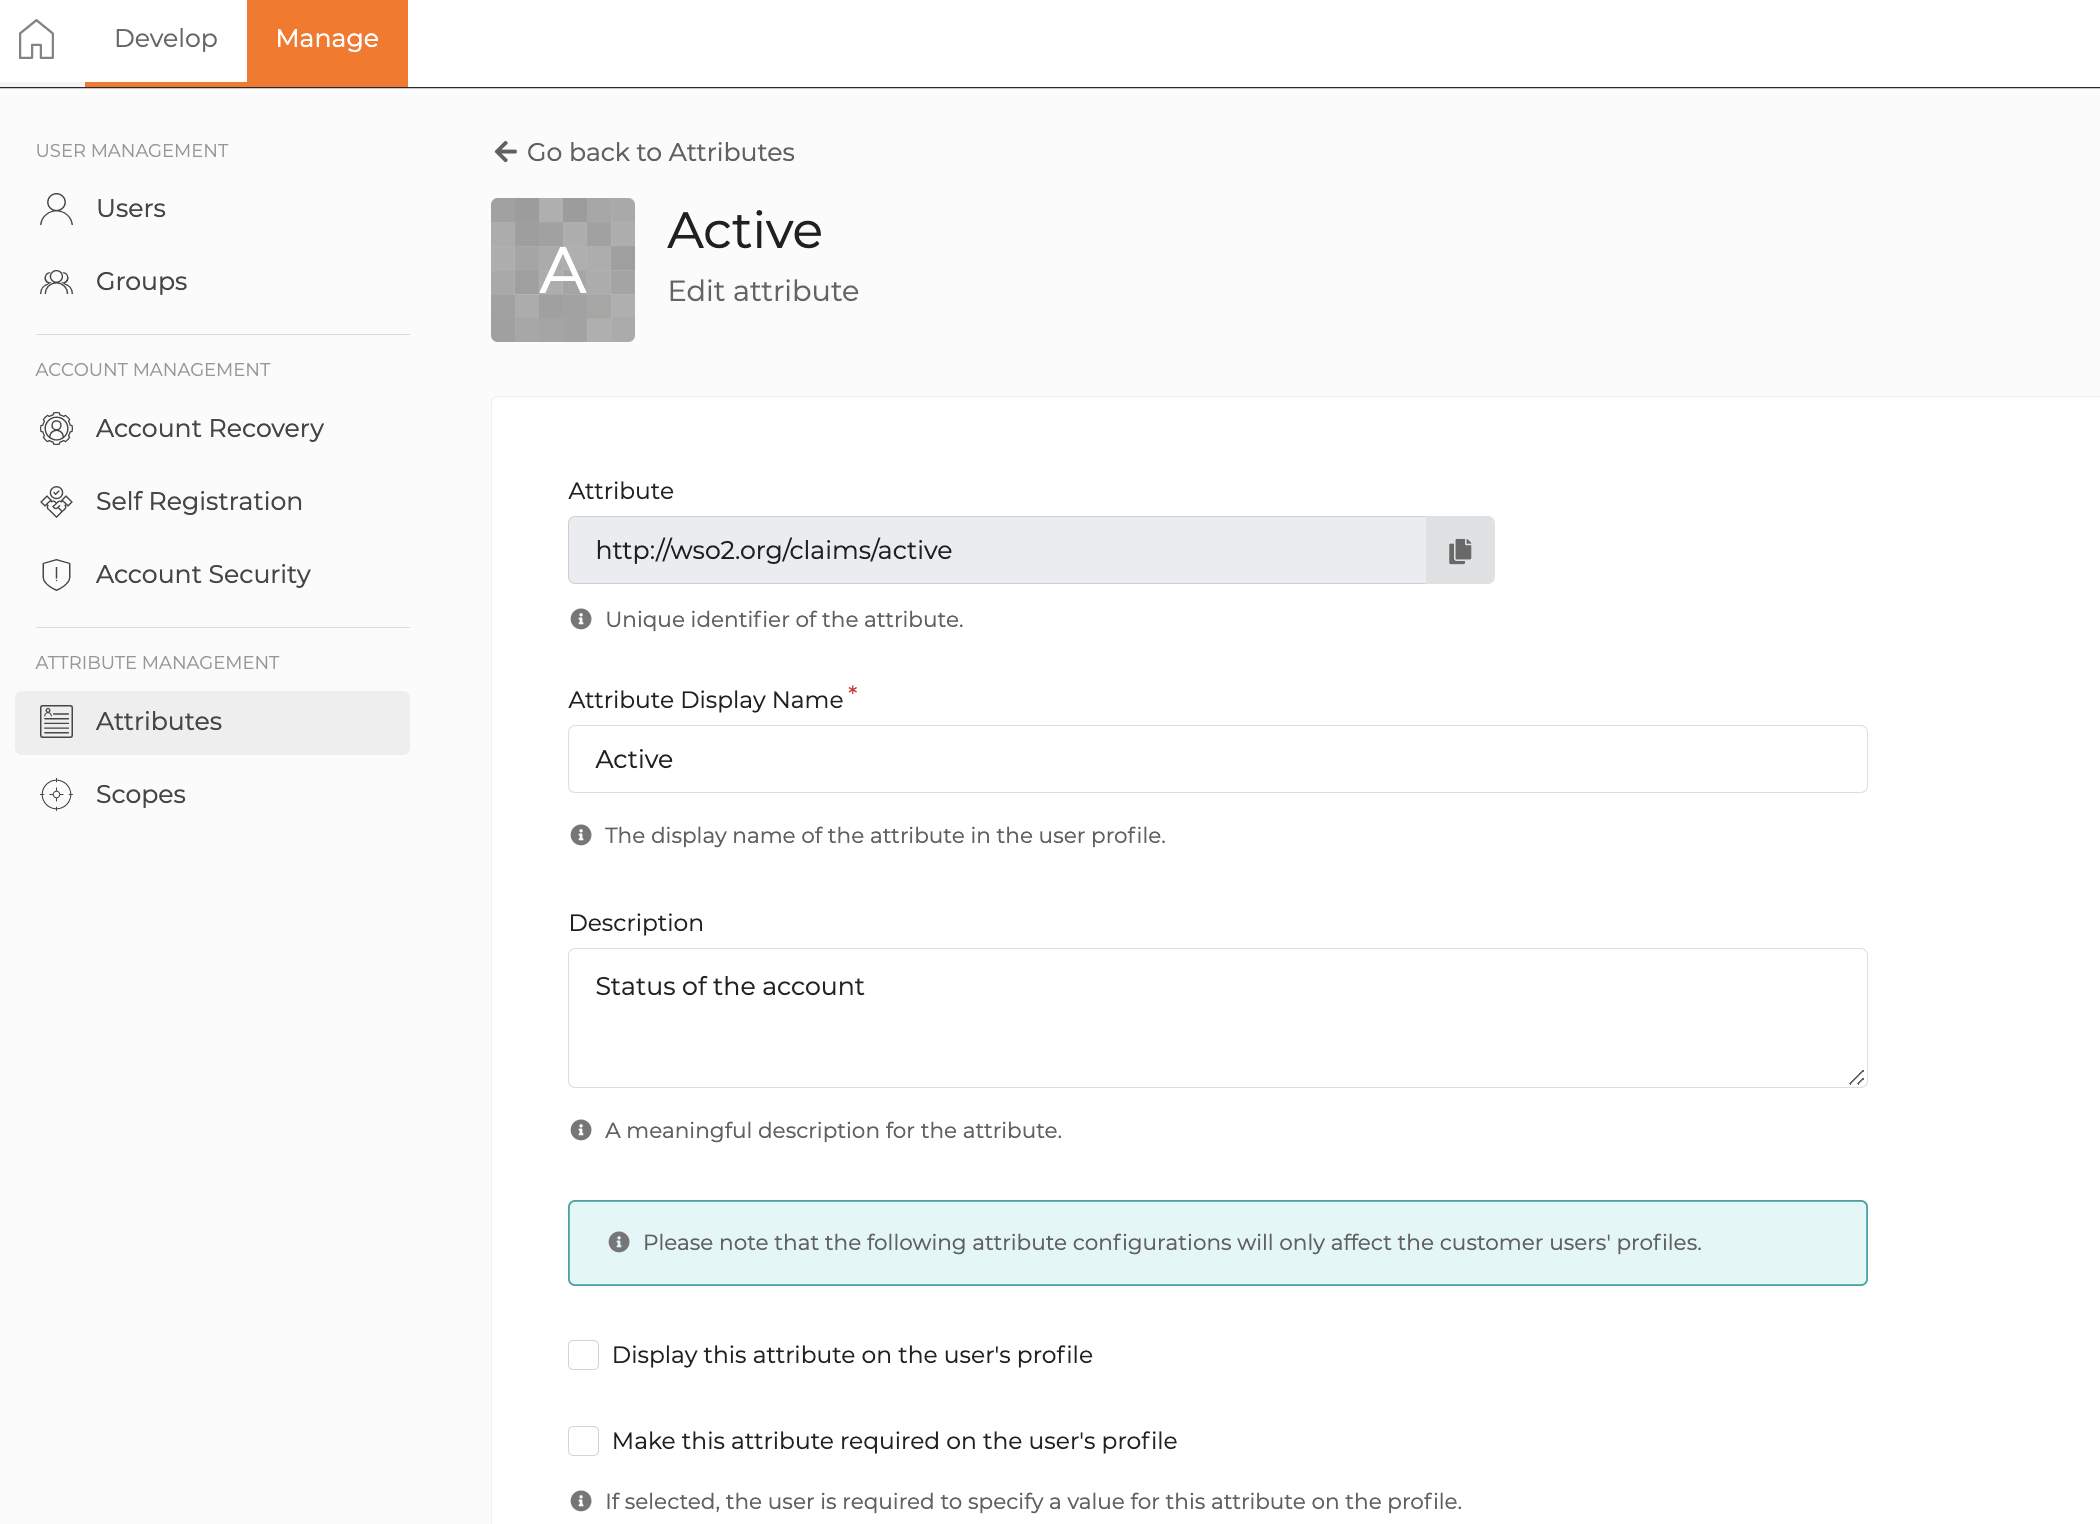 Develop
Manage
USER MANAGEMENT
Users
Groups
ACCOUNT MANAGEMENT
Account Recovery
Self Registration
Account Security
ATTRIBUTE MANAGEMENT
Attributes
Scopes
Go back to Attributes
A
Active
Edit attribute
Attribute
http://wso2.org/claims/active
Unique identifier of the attribute.
Attribute Display Name *
Active
The display name of the attribute in the user profile.
Description
Status of the account
A meaningful description for the attribute.
Please note that the following attribute configurations will only affect the customer users' profiles.
Display this attribute on the user's profile
Make this attribute required on the user's profile
If selected, the user is required to specify a value for this attribute on the profile.